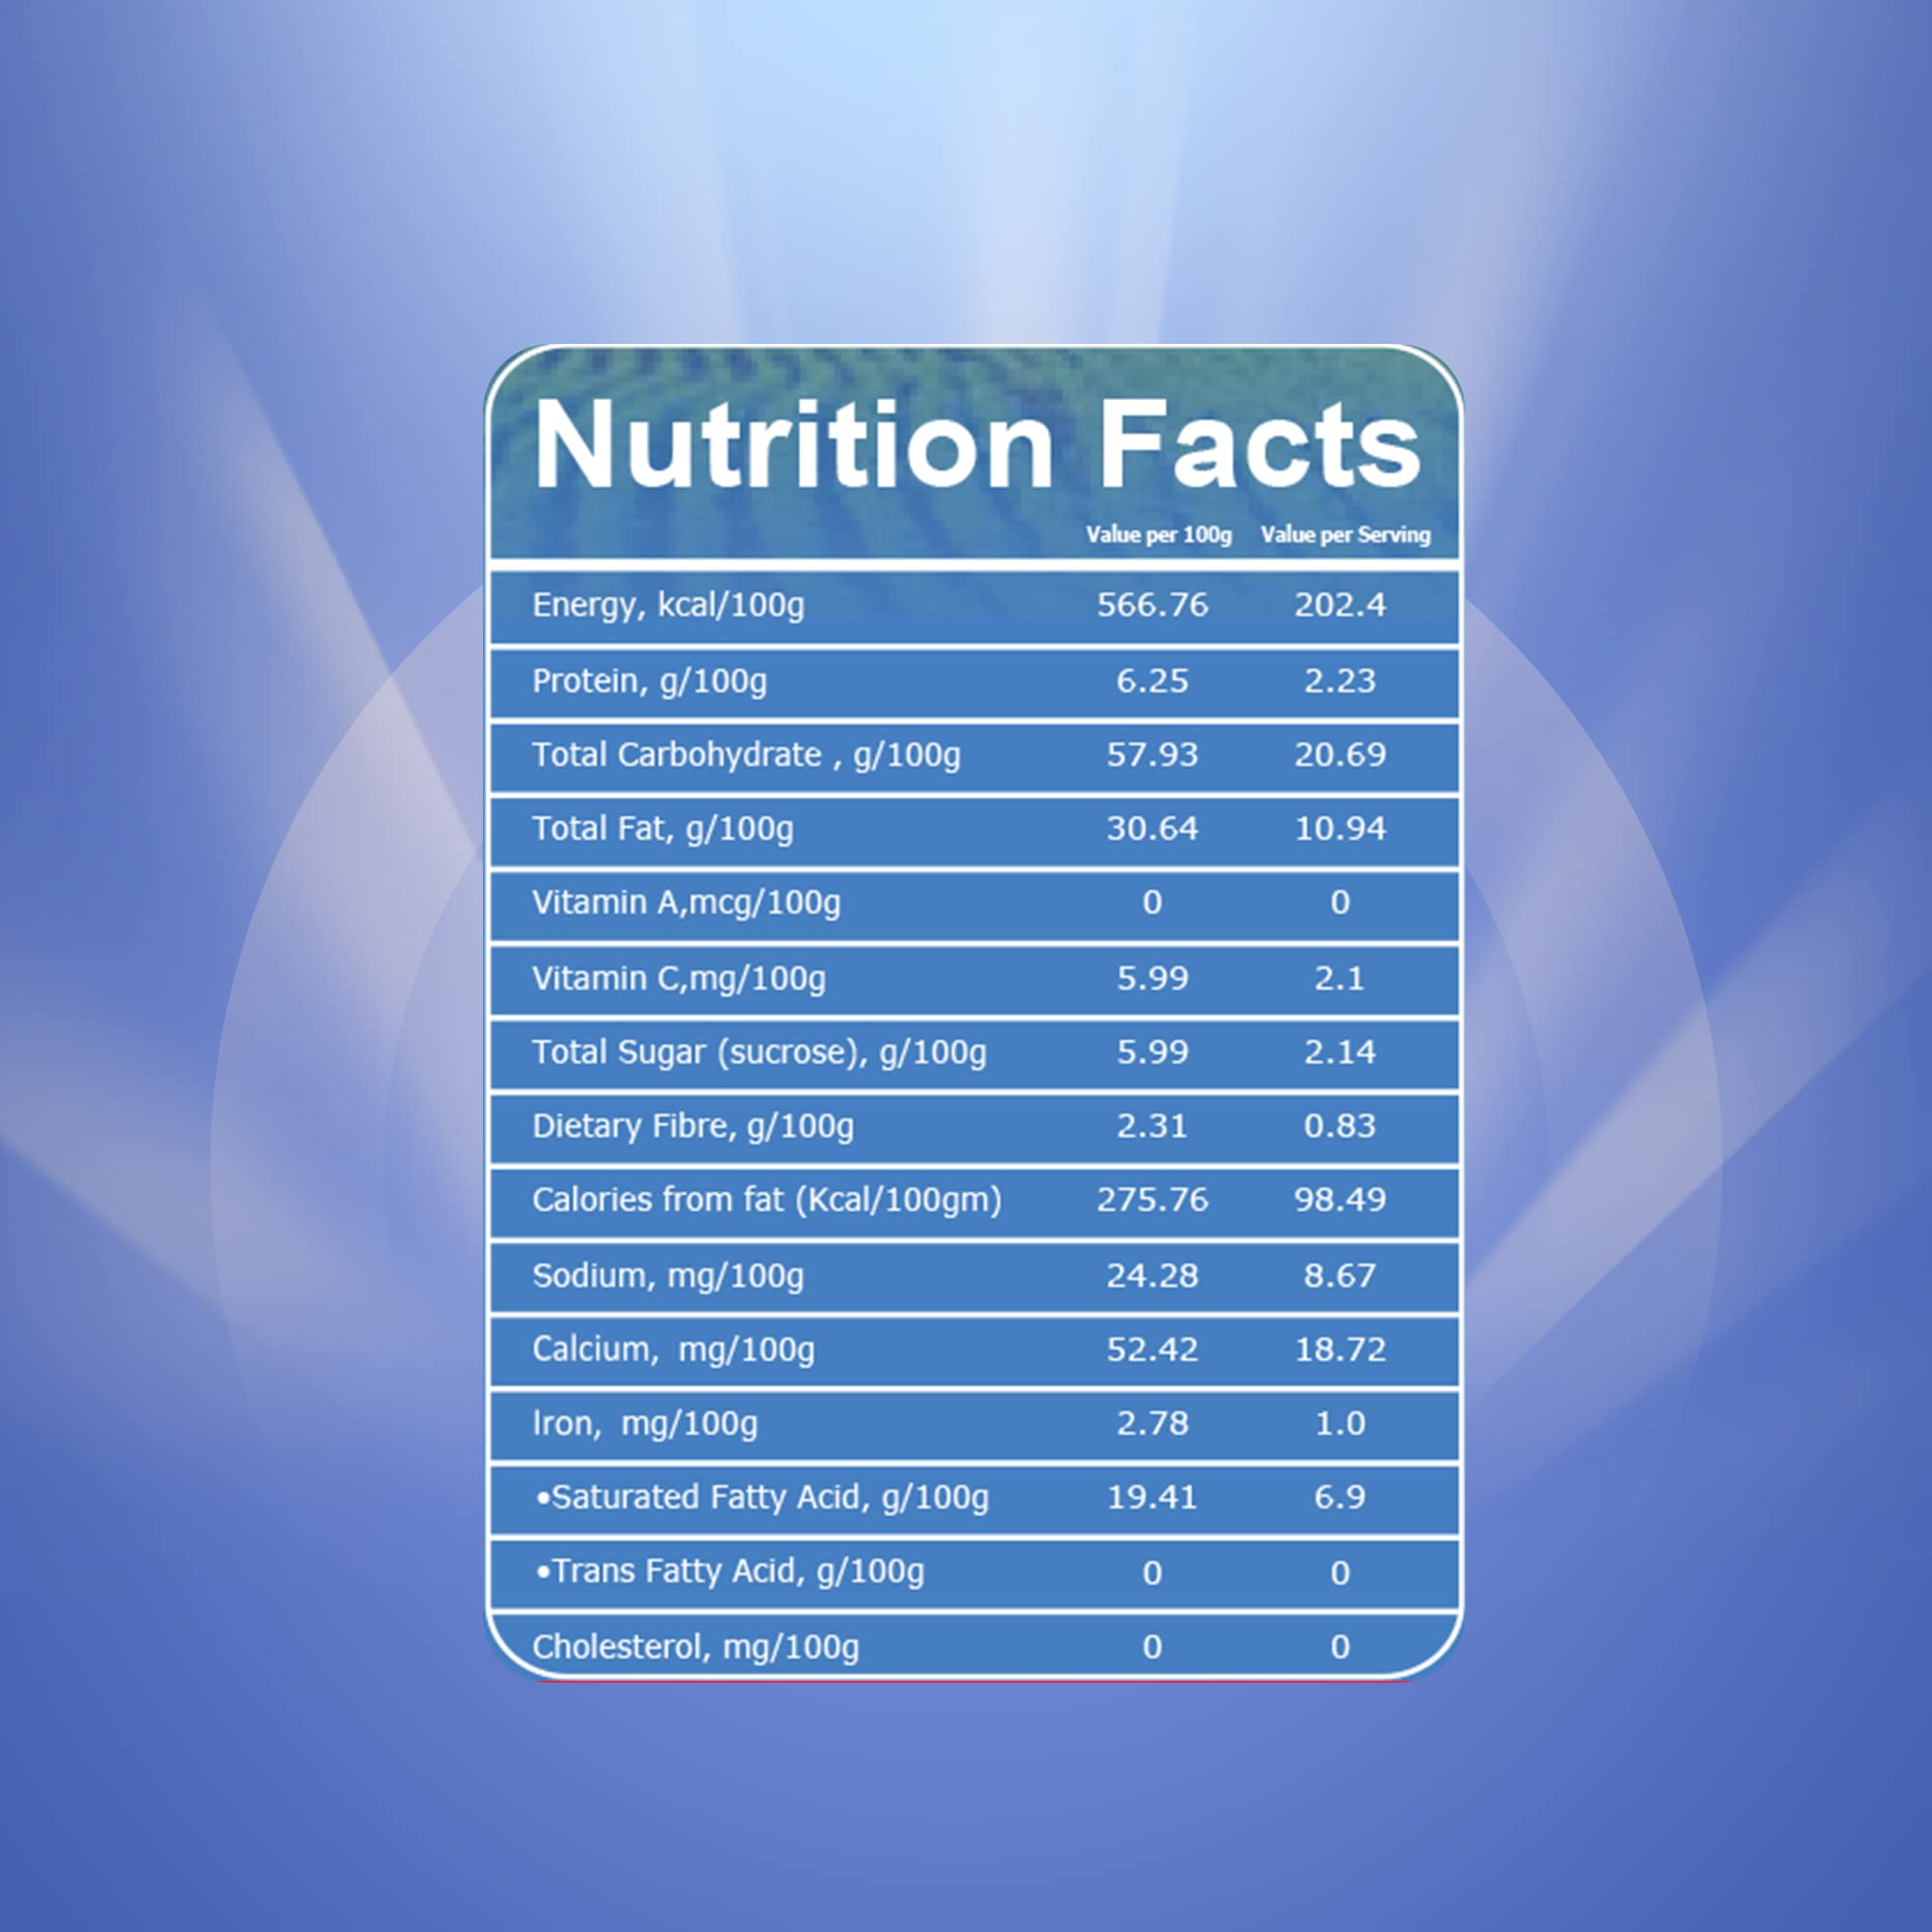 Nutrition Facts
Value per 100g Value per Serving
Energy, kcal/100g 566.76 202.4
Protein, g/100g 6.25 2.23
Total Carbohydrate , g/100g 57.93 20.69
Total Fat, g/100g 30.64 10.94
Vitamin A,mcg/100g 0 0
Vitamin C,mg/100g 5.99 2.1
Total Sugar (sucrose), g/100g 5.99 2.14
Dietary Fibre, g/100g 2.31 0.83
Calories from fat (Kcal/100gm) 275.76 98.49
Sodium, mg/100g 24.28 8.67
Calcium,  mg/100g 52.42 18.72
Iron,  mg/100g 2.78 1.0
•Saturated Fatty Acid, g/100g 19.41 6.9
•Trans Fatty Acid, g/100g 0 0
Cholesterol, mg/100g 0 0